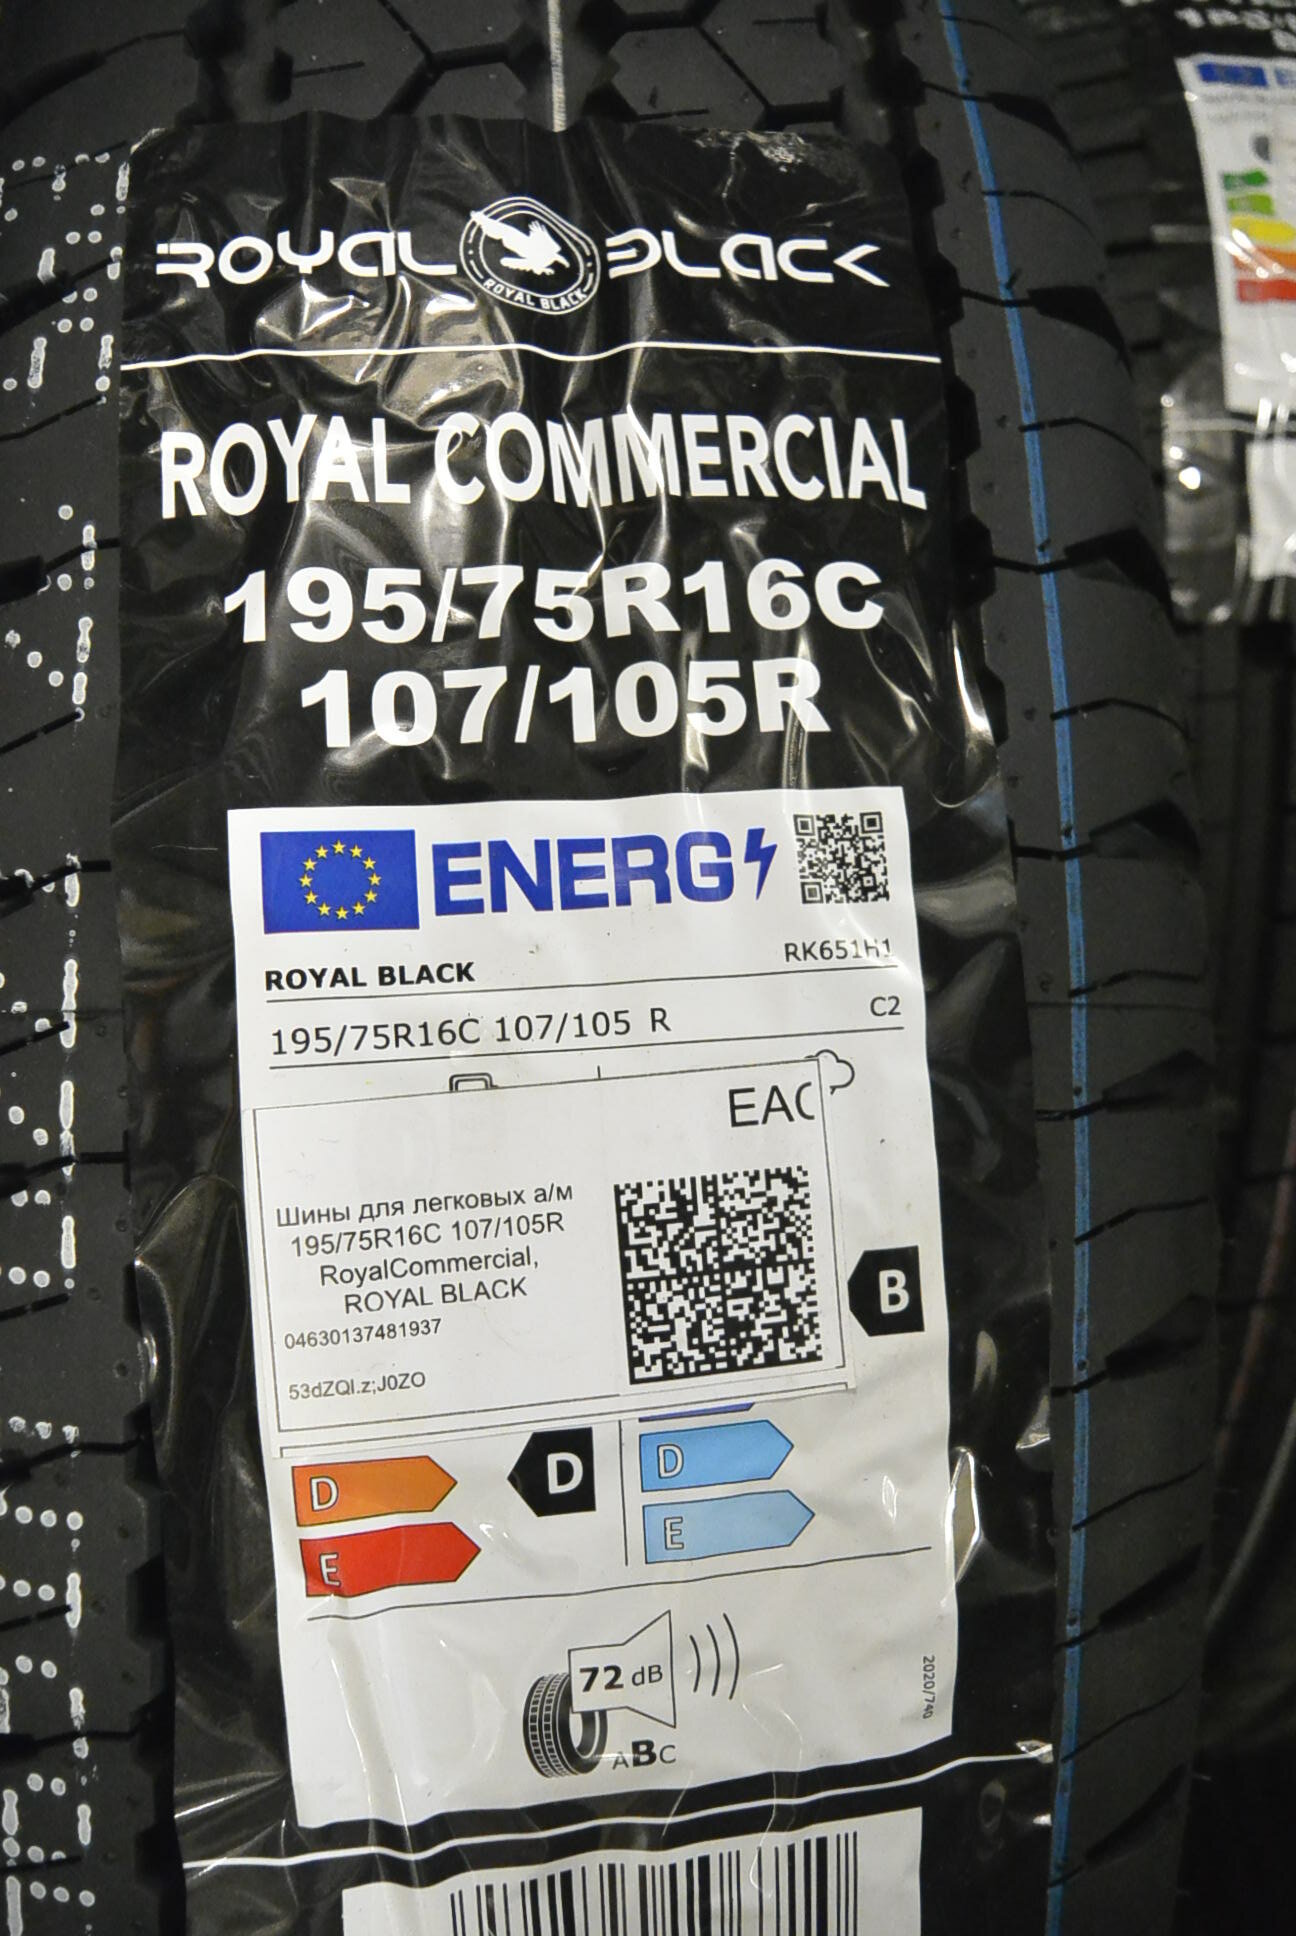 ROYAL BLACK
ROYAL BLACK
ROYAL COMMERCIAL
195/75R16C
107/105R
ENERG
ROYAL BLACK
RK651H1
195/75R16C 107/105 R
C2
EAC
Шины для легковых а/м
195/75R16C 107/105R
RoyalCommercial,
ROYAL BLACK
04630137481937
53dZQI.z;J0ZO
B
D
D
D
E
E
72 dB
ABC
2020/740